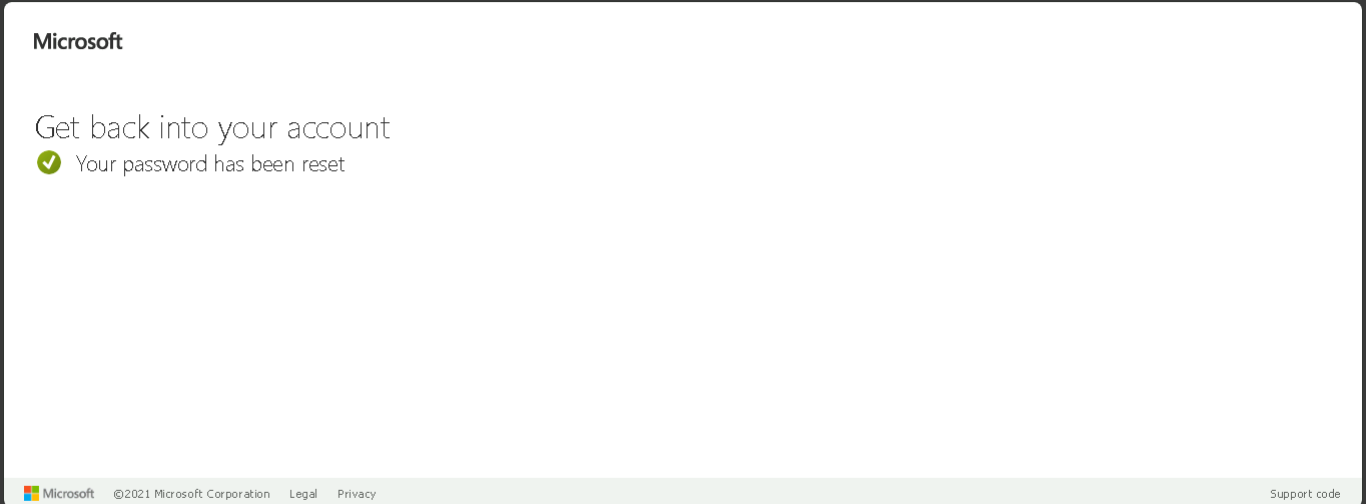 Microsoft
Get back into your account
Your password has been reset
Microsoft ©2021 Microsoft Corporation Legal Privacy Support code